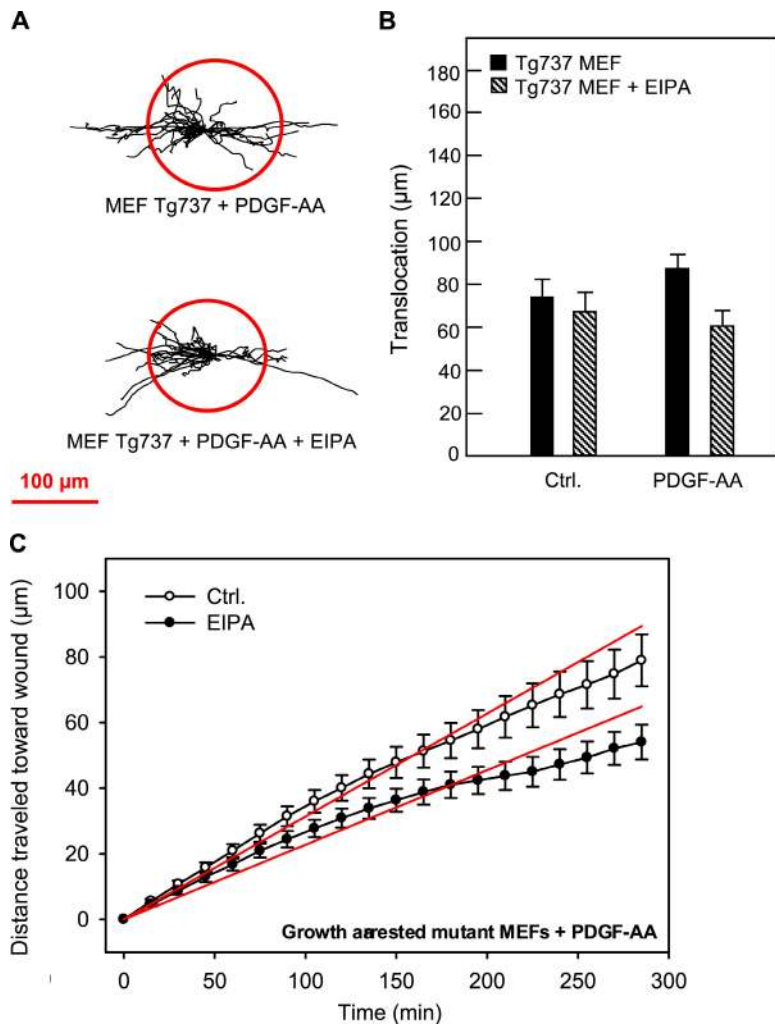 A
MEF Tg737 + PDGF-AA
MEF Tg737 + PDGF-AA + EIPA
100 µm
B
Tg737 MEF
Tg737 MEF + EIPA
Translocation (µm)
180
160
140
120
100
80
60
40
20
0
Ctrl.
PDGF-AA
C
Ctrl.
EIPA
Distance traveled toward wound (µm)
100
80
60
40
20
0
Growth arrested mutant MEFs + PDGF-AA
0
50
100
150
200
250
300
Time (min)